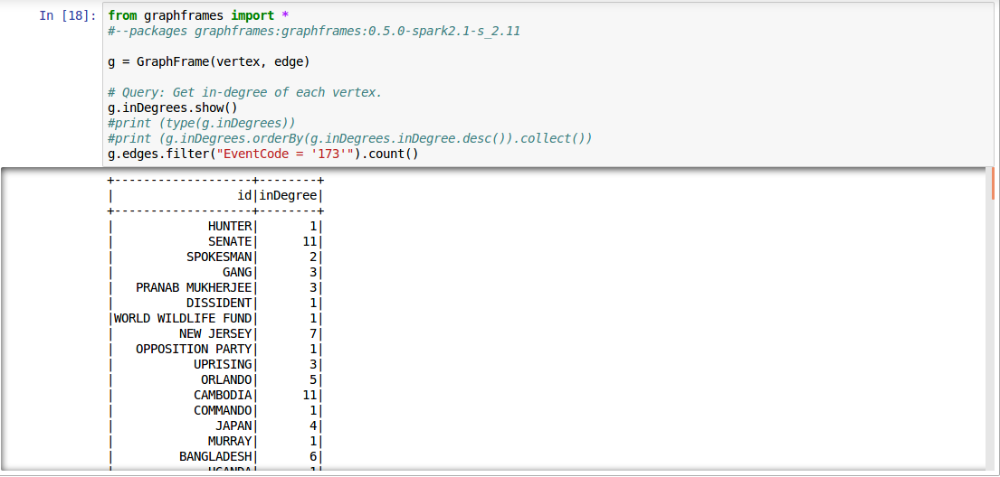 In [18]: from graphframes import *
#--packages graphframes:graphframes:0.5.0-spark2.1-s_2.11
g = GraphFrame(vertex, edge)
# Query: Get in-degree of each vertex.
g.inDegrees.show()
#print (type(g.inDegrees))
#print (g.inDegrees.orderBy(g.inDegrees.inDegree.desc()).collect())
g.edges.filter("EventCode = '173'").count()
+-------------------+--------+
|                 id|inDegree|
+-------------------+--------+
|             HUNTER|       1|
|             SENATE|      11|
|          SPOKESMAN|       2|
|               GANG|       3|
|   PRANAB MUKHERJEE|       3|
|          DISSIDENT|       1|
|WORLD WILDLIFE FUND|       1|
|         NEW JERSEY|       7|
|   OPPOSITION PARTY|       1|
|           UPRISING|       3|
|            ORLANDO|       5|
|           CAMBODIA|      11|
|           COMMANDO|       1|
|              JAPAN|       4|
|             MURRAY|       1|
|         BANGLADESH|       6|
|             UGANDA|       1|